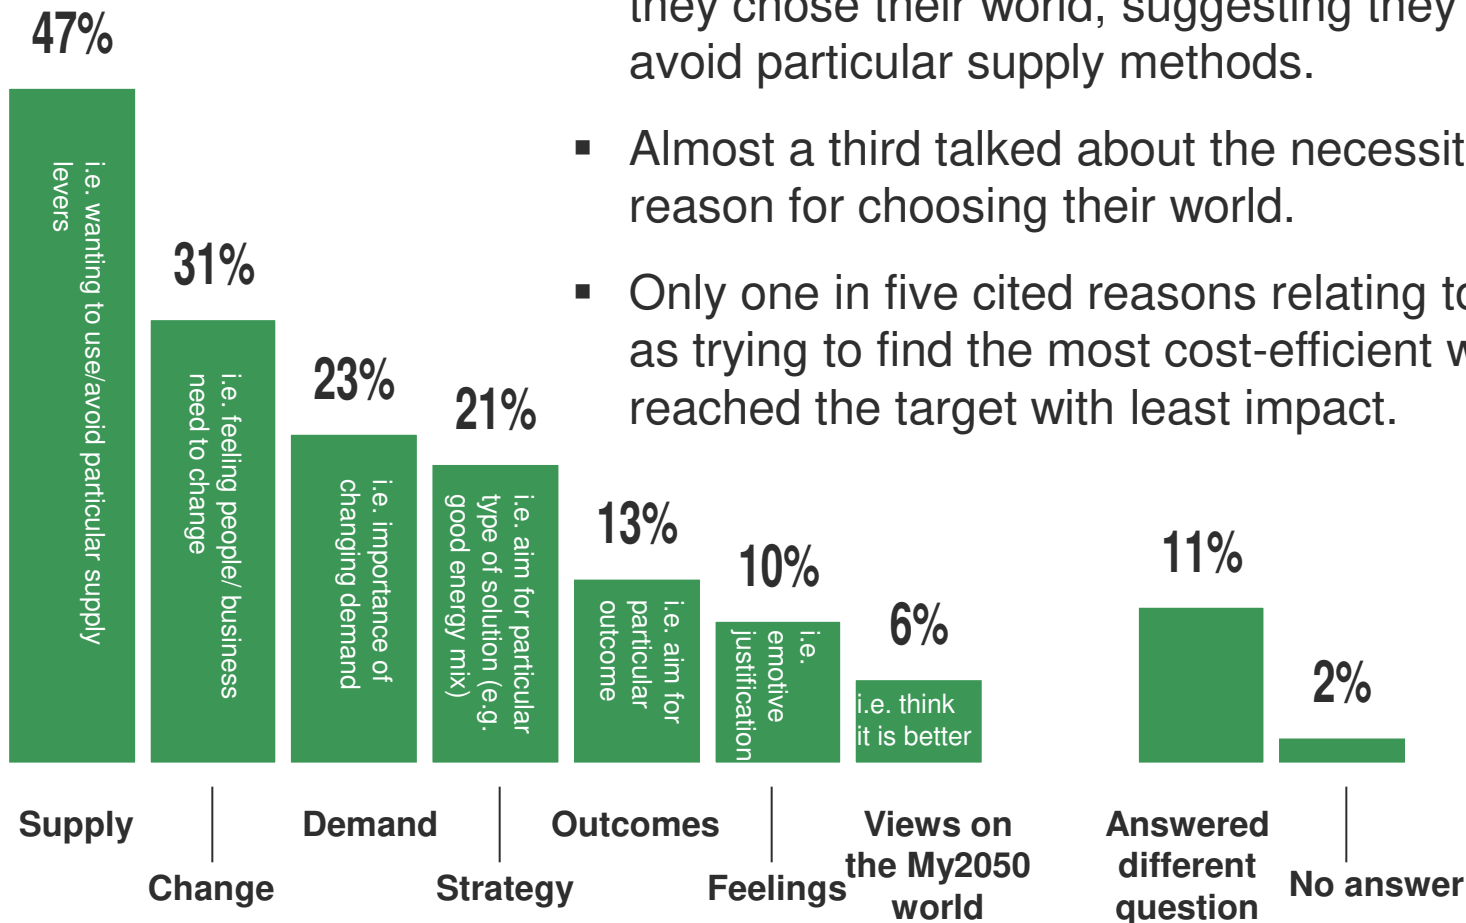 they chose their world, suggesting they
avoid particular supply methods.
▪ Almost a third talked about the
reason for choosing their world.
▪ Only one in five cited reasons relating
as trying to find the most cost-efficient
reached the target with least impact.
47%
31%
23%
21%
13%
10%
6%
11%
2%
i.e. wanting to use/avoid particular supply
levers
i.e. feeling people/ business
need to change
i.e. importance of
changing demand
i.e. aim for particular
type of solution (e.g.
good energy mix)
i.e. aim for
particular
outcome
i.e.
emotive
justification
i.e. think
it is better
Supply
Change
Demand
Strategy
Outcomes
Feelings
Views on
the My2050
world
Answered
different
question
No answer